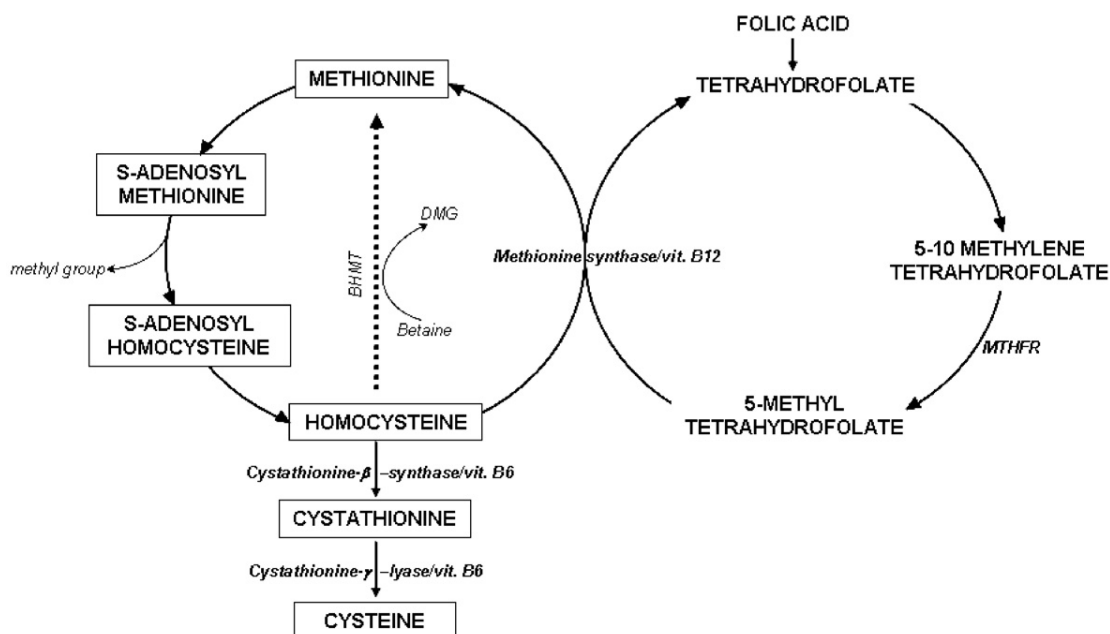 FOLIC ACID
METHIONINE
TETRAHYDROFOLATE
S-ADENOSYL
METHIONINE
DMG
methyl group
BHMT
Methionine synthase/vit. B12
5-10 METHYLENE
TETRAHYDROFOLATE
Betaine
S-ADENOSYL
HOMOCYSTEINE
MTHFR
HOMOCYSTEINE
5-METHYL
TETRAHYDROFOLATE
Cystathionine-β –synthase/vit. B6
CYSTATHIONINE
Cystathionine-γ –lyase/vit. B6
CYSTEINE